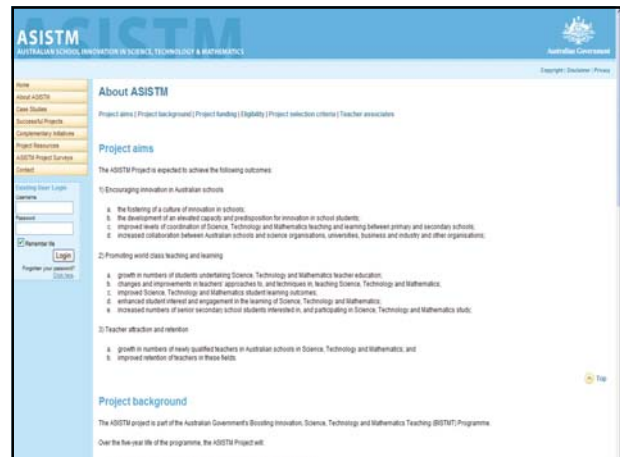 ASISTM
AUSTRALIAN SCHOOL INNOVATION IN SCIENCE, TECHNOLOGY & MATHEMATICS
Australian Government
Copyright | Disclaimer | Privacy
Home
About ASISTM
Case Studies
Successful Projects
Complementary Initiatives
Project Resources
ASISTM Project Surveys
Contact
Existing User Login
Username
Password
Remember Me
Login
Forgotten your password?
Click here
About ASISTM
Project aims | Project background | Project funding | Eligibility | Project selection criteria | Teacher associates
Project aims
The ASISTM Project is expected to achieve the following outcomes:
1) Encouraging innovation in Australian schools
a. the fostering of a culture of innovation in schools;
b. the development of an elevated capacity and predisposition for innovation in school students;
c. improved levels of coordination of Science, Technology and Mathematics teaching and learning between primary and secondary schools;
d. increased collaboration between Australian schools and science organisations, universities, business and industry and other organisations;
2) Promoting world class teaching and learning
a. growth in numbers of students undertaking Science, Technology and Mathematics teacher education;
b. changes and improvements in teachers' approaches to, and techniques in, teaching Science, Technology and Mathematics;
c. improved Science, Technology and Mathematics student learning outcomes;
d. enhanced student interest and engagement in the learning of Science, Technology and Mathematics;
e. increased numbers of senior secondary school students interested in, and participating in Science, Technology and Mathematics study;
3) Teacher attraction and retention
a. growth in numbers of newly qualified teachers in Australian schools in Science, Technology and Mathematics; and
b. improved retention of teachers in these fields.
Top
Project background
The ASISTM project is part of the Australian Government's Boosting Innovation, Science, Technology and Mathematics Teaching (BISTMT) Programme.
Over the five-year life of the programme, the ASISTM Project will: